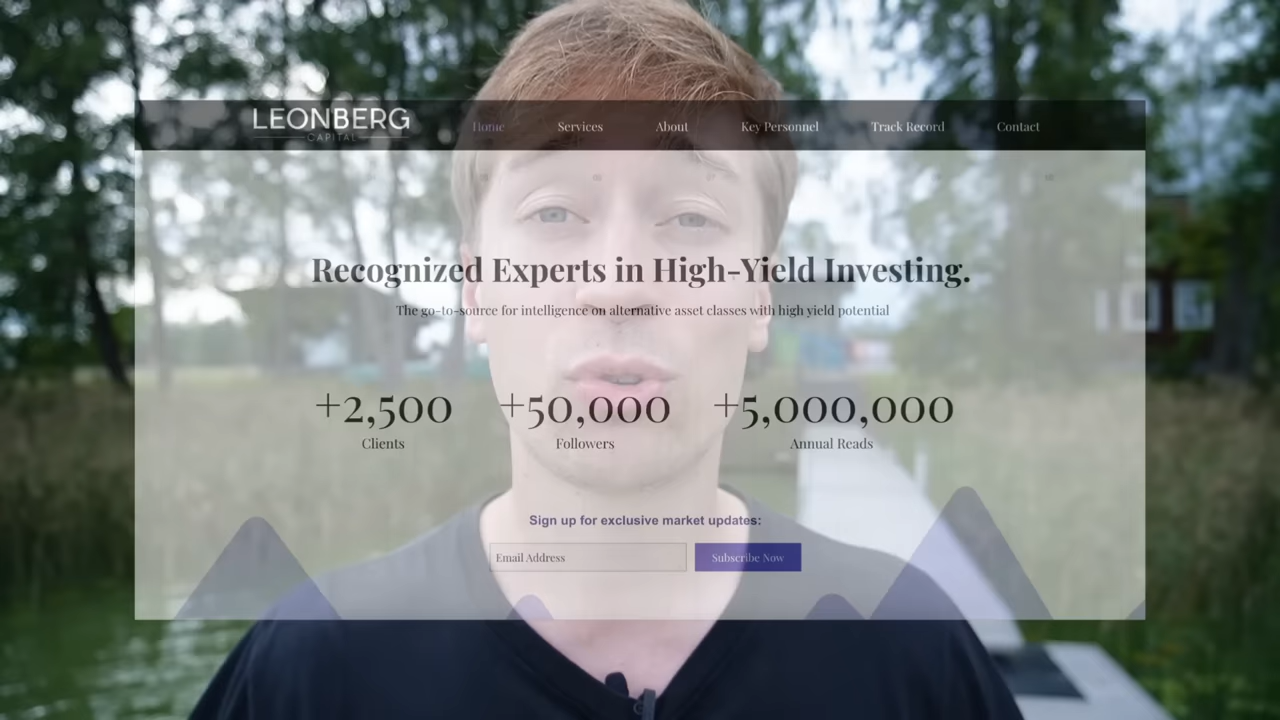 LEONBERG
CAPITAL
Home Services About Key Personnel Track Record Contact
Recognized Experts in High-Yield Investing.
The go-to-source for intelligence on alternative asset classes with high yield potential
+2,500 +50,000 +5,000,000
Clients Followers Annual Reads
Sign up for exclusive market updates:
Email Address Subscribe Now